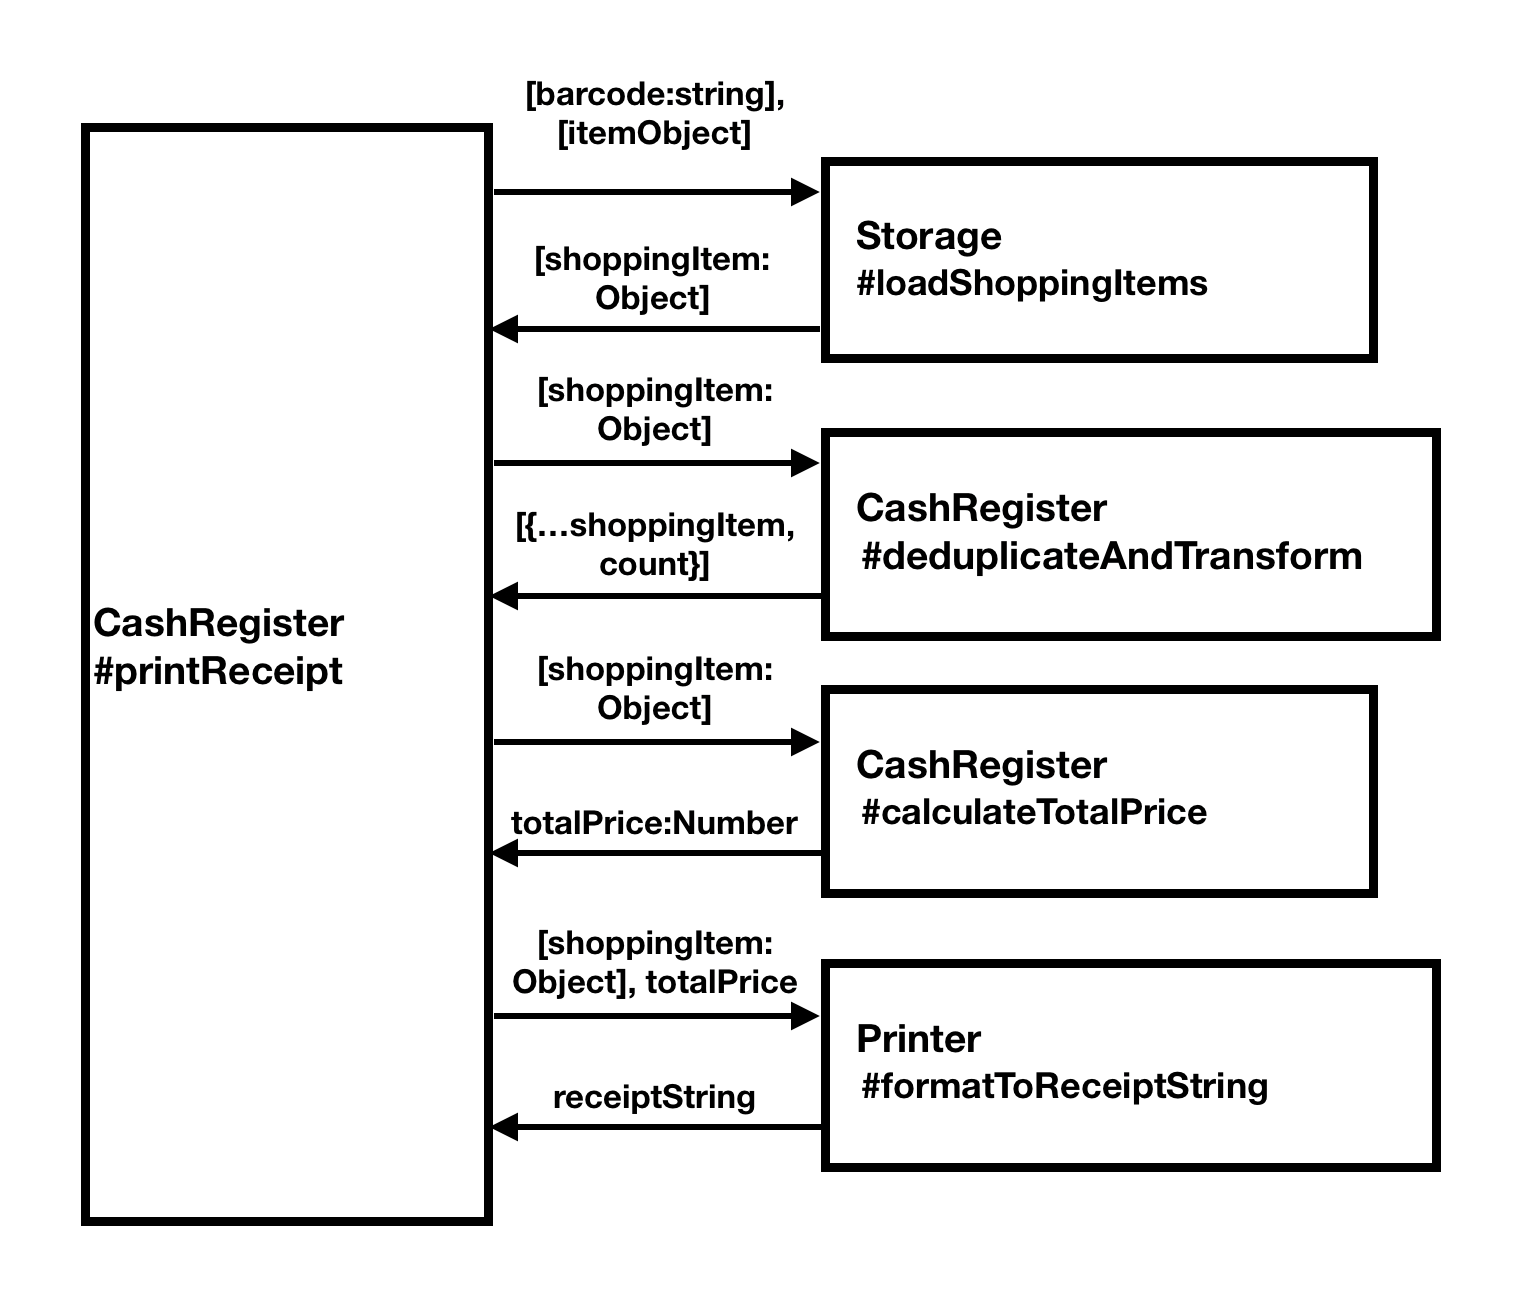 [barcode:string],
[itemObject]
Storage
#loadShoppingItems
[shoppingItem:
Object]
[shoppingItem:
Object]
CashRegister
#deduplicateAndTransform
[{...shoppingItem,
count}]
CashRegister
#printReceipt
[shoppingItem:
Object]
CashRegister
#calculateTotalPrice
totalPrice:Number
[shoppingItem:
Object], totalPrice
Printer
#formatToReceiptString
receiptString